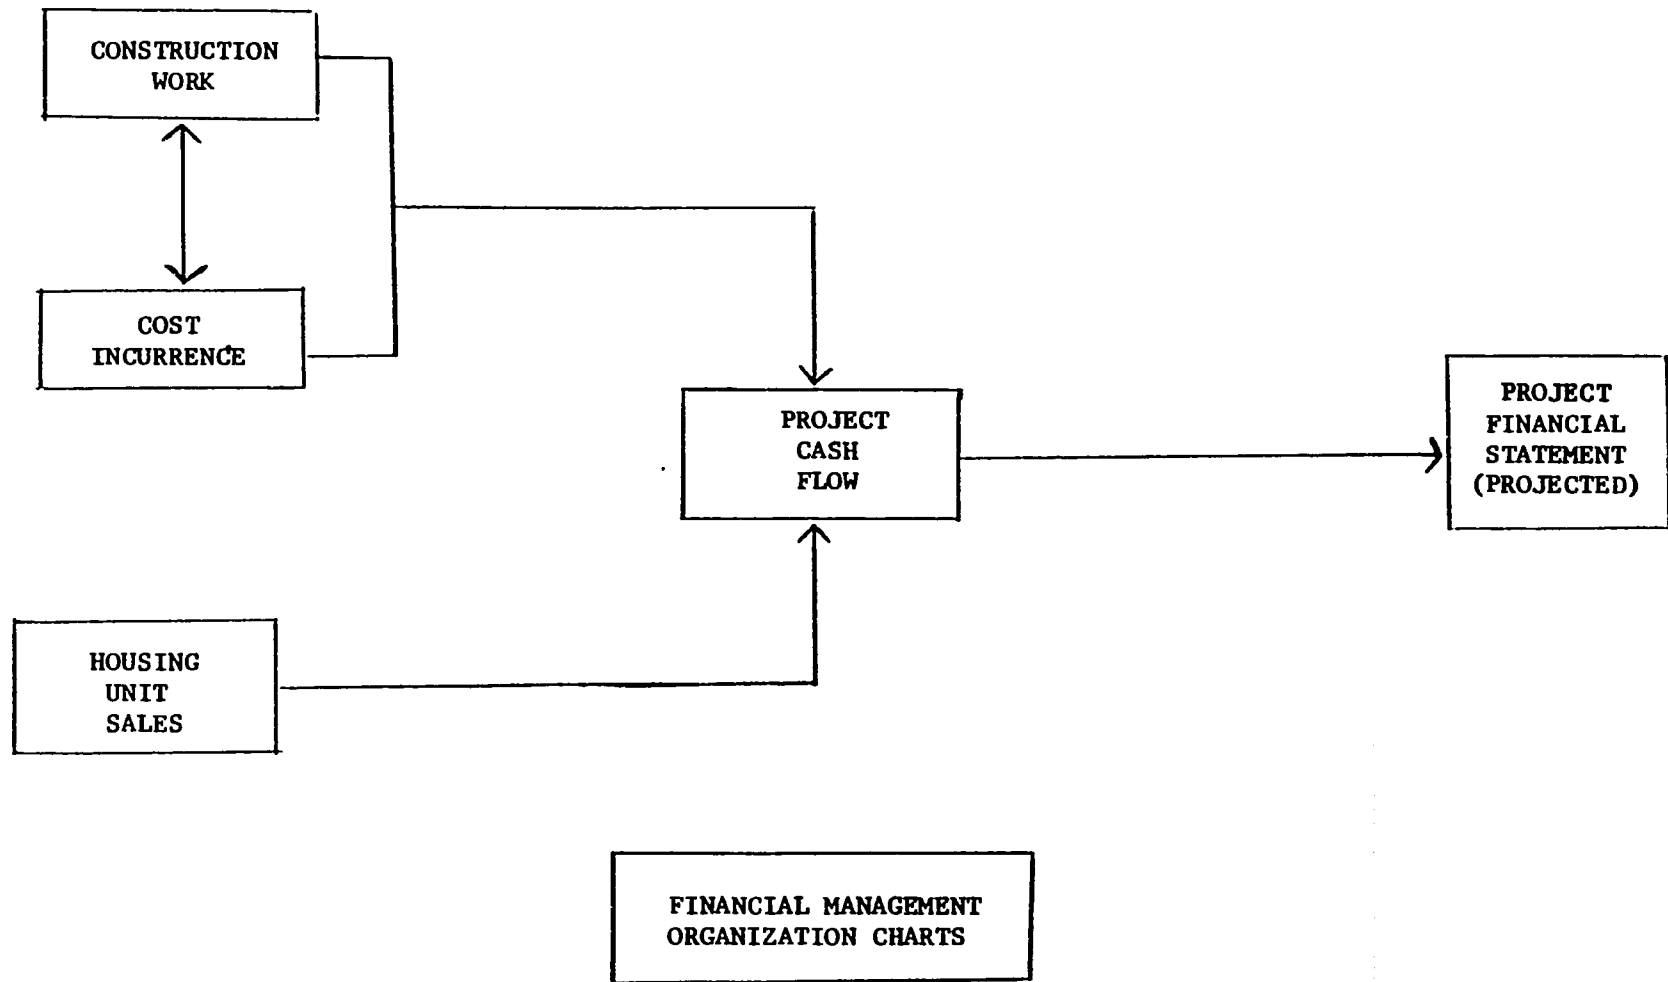 CONSTRUCTION
WORK
COST
INCURRENCE
PROJECT
CASH
FLOW
PROJECT
FINANCIAL
STATEMENT
(PROJECTED)
HOUSING
UNIT
SALES
FINANCIAL MANAGEMENT
ORGANIZATION CHARTS